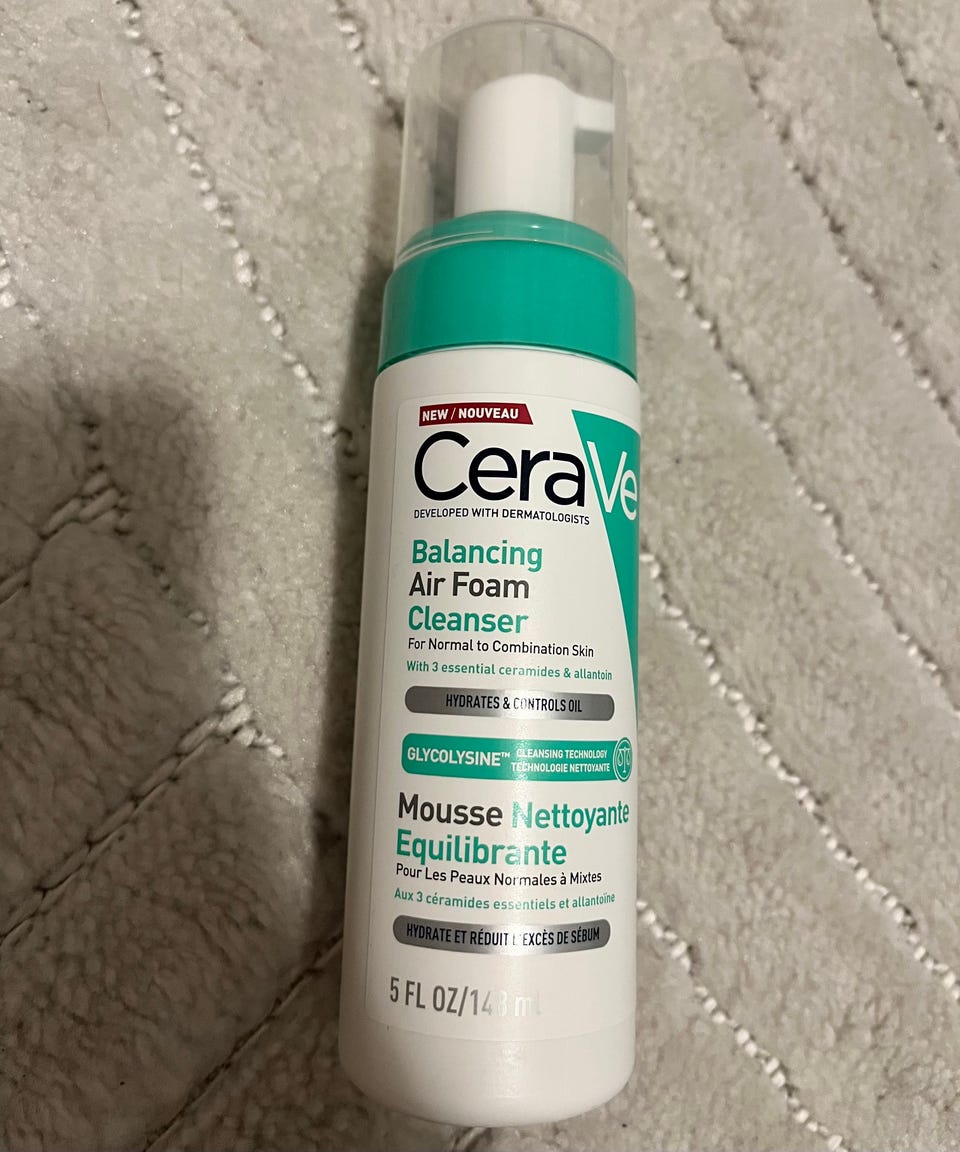 NEW / NOUVEAU
CeraVe
DEVELOPED WITH DERMATOLOGISTS
Balancing
Air Foam
Cleanser
For Normal to Combination Skin
With 3 essential ceramides & allantoin
HYDRATES & CONTROLS OIL
GLYCOLYSINE™ CLEANSING TECHNOLOGY
TECHNOLOGIE NETTOYANTE
Mousse Nettoyante
Equilibrante
Pour Les Peaux Normales à Mixtes
Aux 3 céramides essentiels et allantoïne
HYDRATE ET RÉDUIT L'EXCÈS DE SÉBUM
5 FL OZ/148 ml